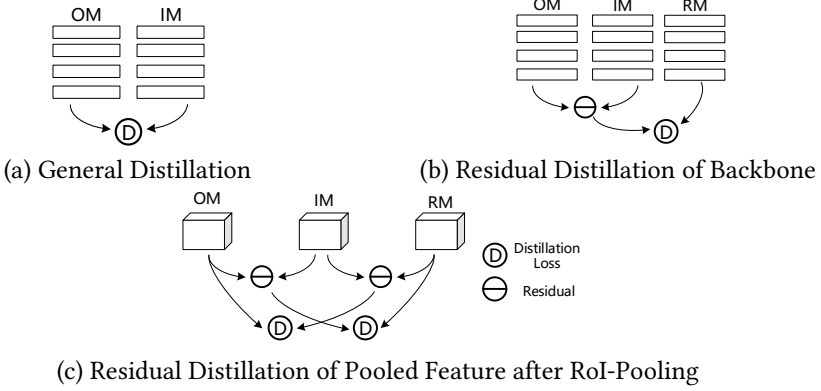 OM IM
D
(a) General Distillation
OM IM RM
D
(b) Residual Distillation of Backbone
OM IM RM
D D
D Distillation
Loss
Residual
(c) Residual Distillation of Pooled Feature after RoI-Pooling